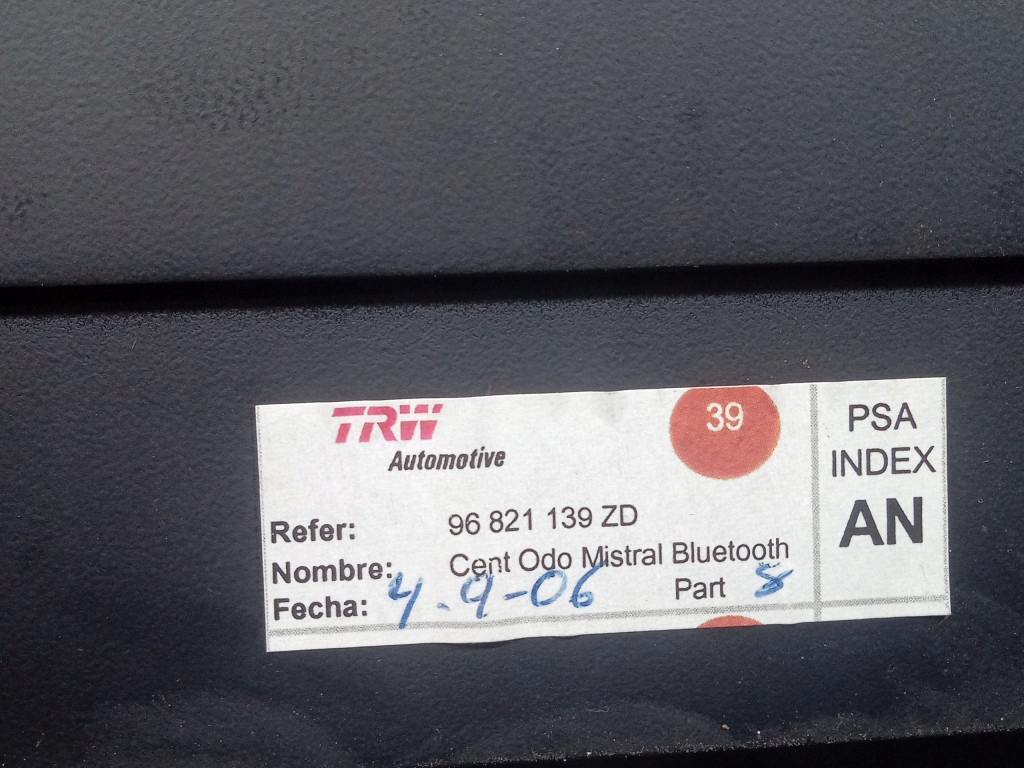 TRW
Automotive
39
Refer: 96 821 139 ZD
Nombre: Cent Odo Mistral Bluetooth
Fecha: 4.9-06 Part 8
PSA
INDEX
AN